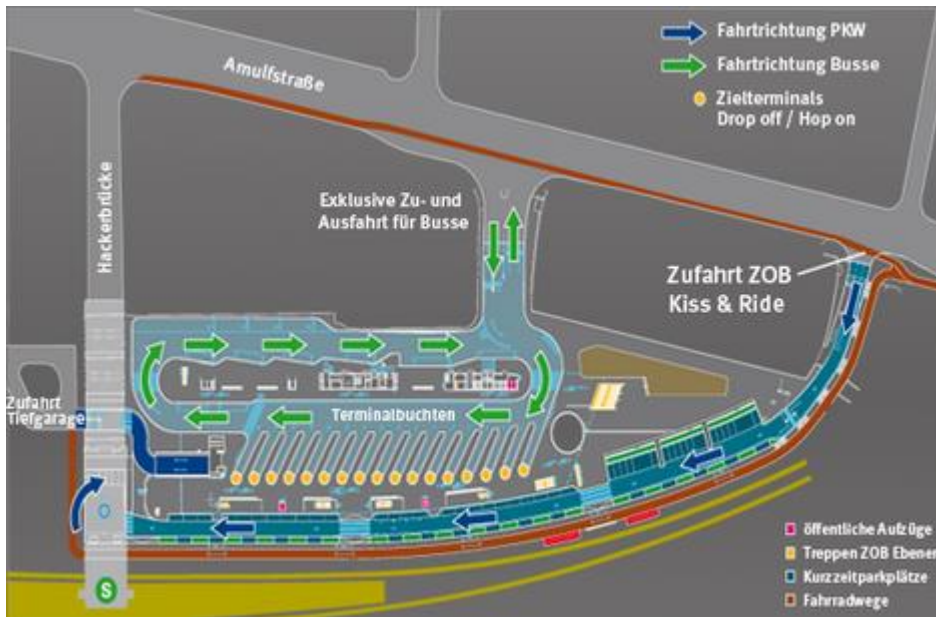 Fahrtrichtung PKW
Fahrtrichtung Busse
Zielterminals
Drop off / Hop on
Arnulfstraße
Hackerbrücke
Exklusive Zu- und
Ausfahrt für Busse
Zufahrt ZOB
Kiss & Ride
Terminalbuchten
Zufahrt
Tiefgarage
S
öffentliche Aufzüge
Treppen ZOB Ebenen
Kurzzeitparkplätze
Fahrradwege